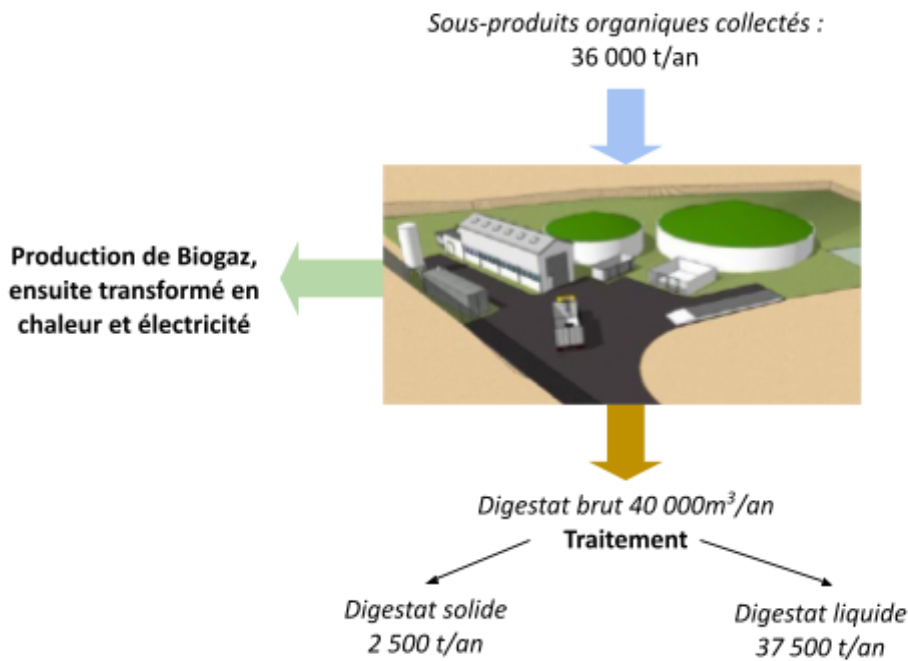 Sous-produits organiques collectés :
36 000 t/an
Production de Biogaz,
ensuite transformé en
chaleur et électricité
Digestat brut 40 000m³/an
Traitement
Digestat solide
2 500 t/an
Digestat liquide
37 500 t/an